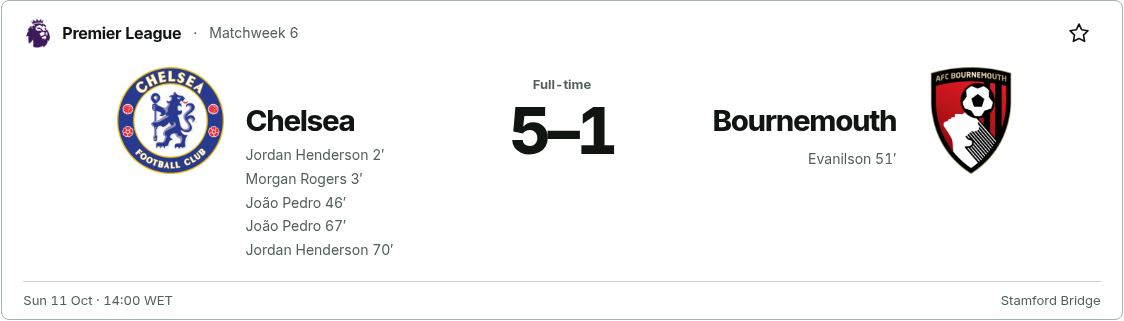 Premier League · Matchweek 6
CHELSEA
FOOTBALL CLUB
Full-time
Chelsea
5–1
Bournemouth
AFC BOURNEMOUTH
Jordan Henderson 2′
Morgan Rogers 3′
João Pedro 46′
João Pedro 67′
Jordan Henderson 70′
Evanilson 51′
Sun 11 Oct · 14:00 WET
Stamford Bridge